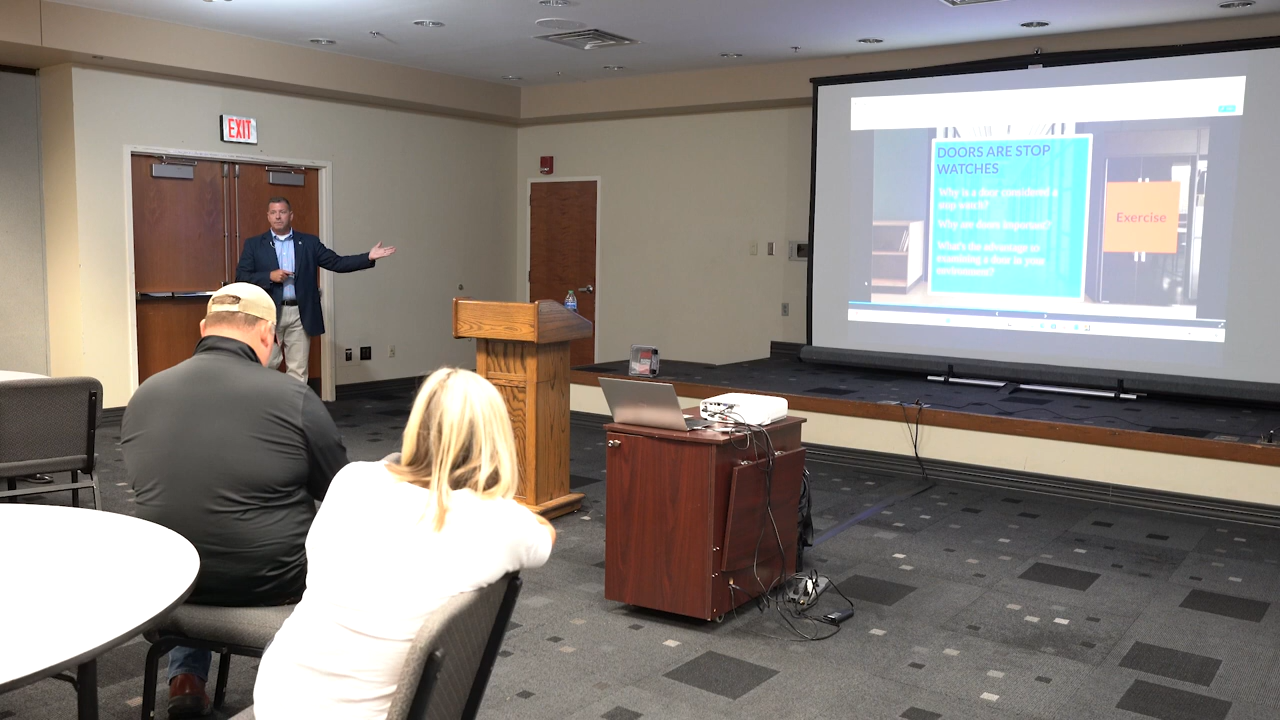 EXIT
DOORS ARE STOP
WATCHES
Why is a door considered a
stop watch?
Why are doors important?
What's the advantage to
examining a door in your
environment?
Exercise